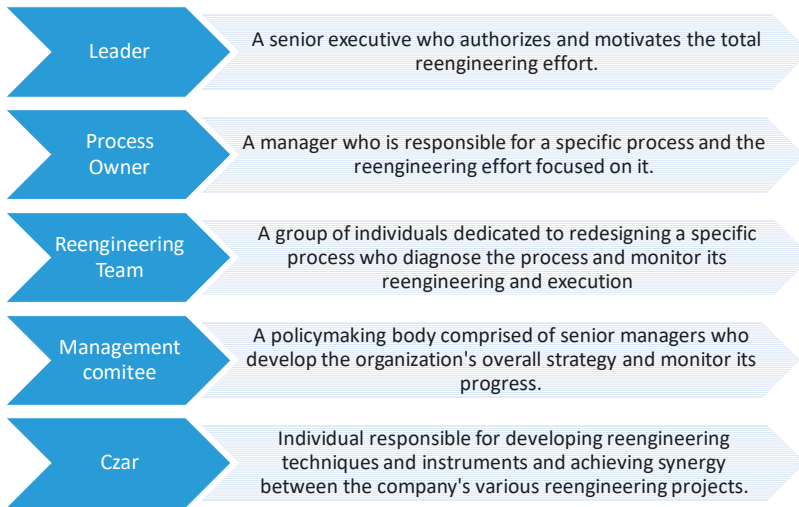 Leader
A senior executive who authorizes and motivates the total
reengineering effort.
Process
Owner
A manager who is responsible for a specific process and the
reengineering effort focused on it.
Reengineering
Team
A group of individuals dedicated to redesigning a specific
process who diagnose the process and monitor its
reengineering and execution
Management
comitee
A policymaking body comprised of senior managers who
develop the organization's overall strategy and monitor its
progress.
Czar
Individual responsible for developing reengineering
techniques and instruments and achieving synergy
between the company's various reengineering projects.